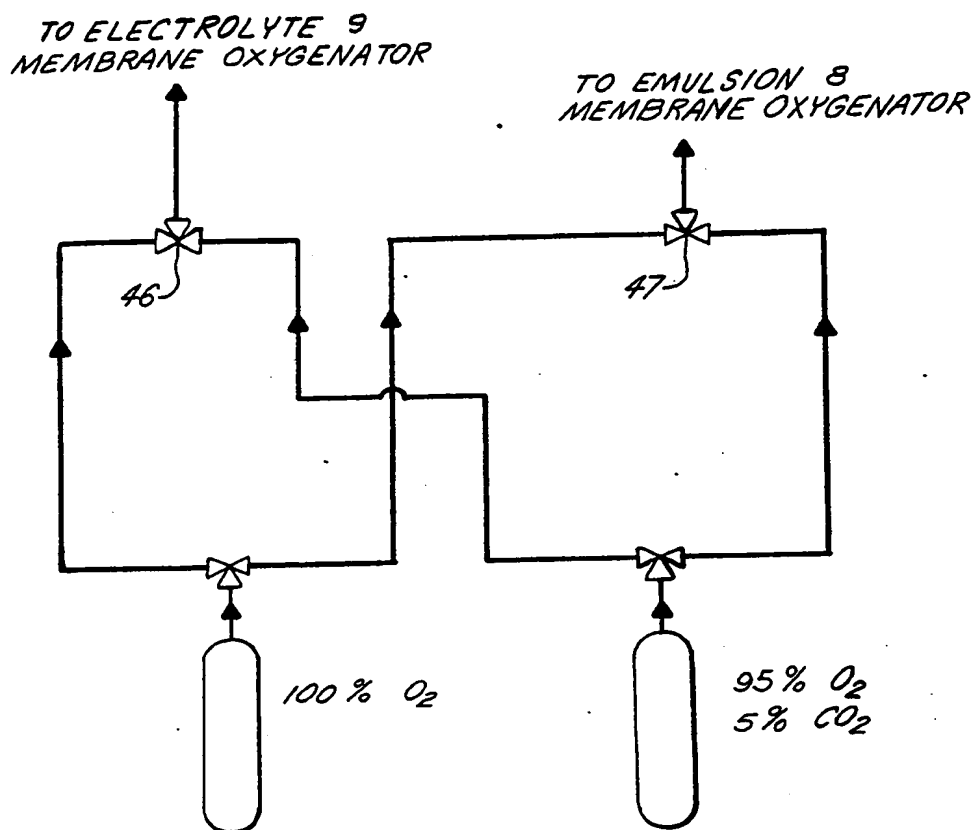 TO ELECTROLYTE 9
MEMBRANE OXYGENATOR
TO EMULSION 8
MEMBRANE OXYGENATOR
46
47
100 % O₂
95% O₂
5% CO₂